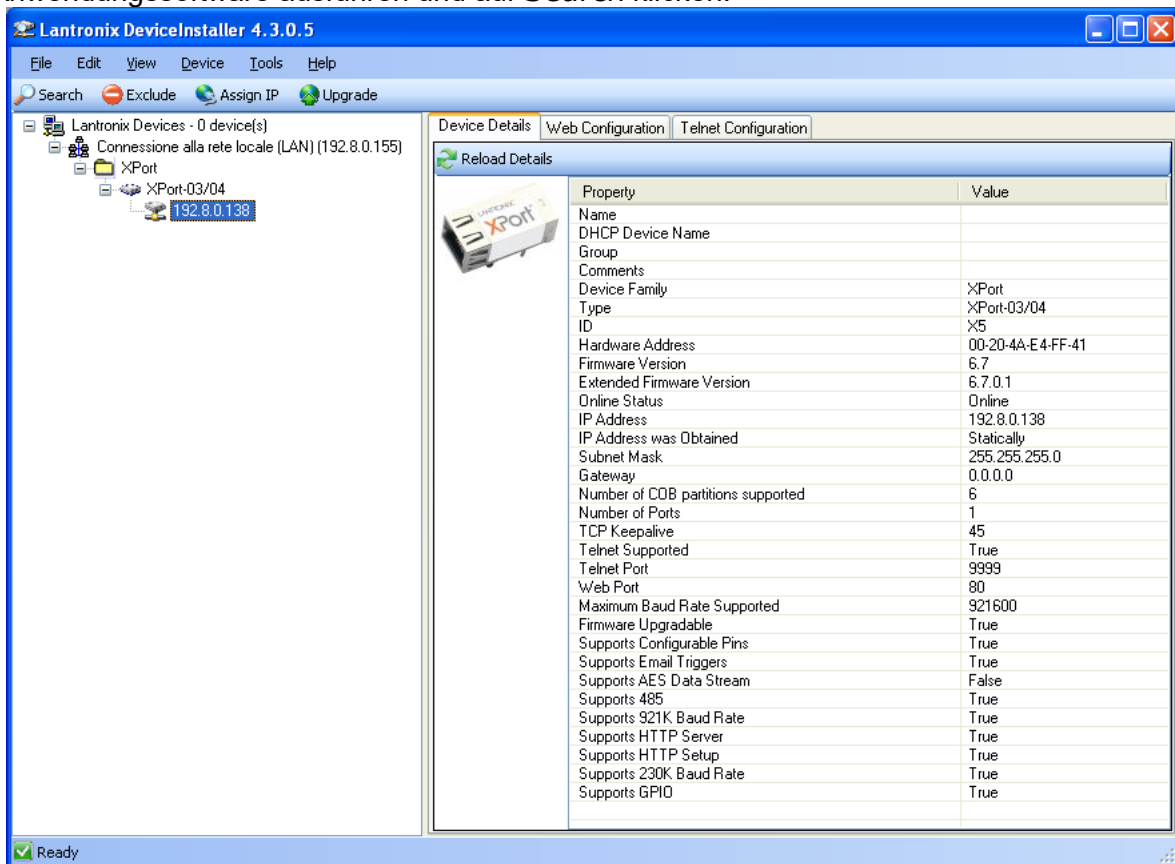 Anwendungssoftware ausführen und auf Search klicken.
Lantronix DeviceInstaller 4.3.0.5
File Edit View Device Tools Help
Search Exclude Assign IP Upgrade
Lantronix Devices - 0 device(s)
Connessione alla rete locale (LAN) (192.8.0.155)
XPort
XPort-03/04
192.8.0.138
Device Details Web Configuration Telnet Configuration
Reload Details
LANTRONIX
XPort
Property Value
Name
DHCP Device Name
Group
Comments
Device Family XPort
Type XPort-03/04
ID X5
Hardware Address 00-20-4A-E4-FF-41
Firmware Version 6.7
Extended Firmware Version 6.7.0.1
Online Status Online
IP Address 192.8.0.138
IP Address was Obtained Statically
Subnet Mask 255.255.255.0
Gateway 0.0.0.0
Number of COB partitions supported 6
Number of Ports 1
TCP Keepalive 45
Telnet Supported True
Telnet Port 9999
Web Port 80
Maximum Baud Rate Supported 921600
Firmware Upgradable True
Supports Configurable Pins True
Supports Email Triggers True
Supports AES Data Stream False
Supports 485 True
Supports 921K Baud Rate True
Supports HTTP Server True
Supports HTTP Setup True
Supports 230K Baud Rate True
Supports GPIO True
Ready